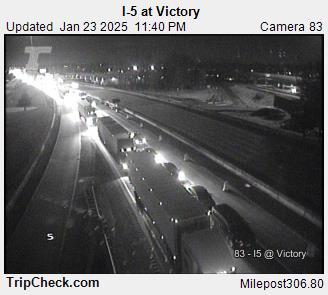 I-5 at Victory
Updated Jan 23 2025 11:40 PM Camera 83
S
83 - I5 @ Victory
TripCheck.com Milepost306.80